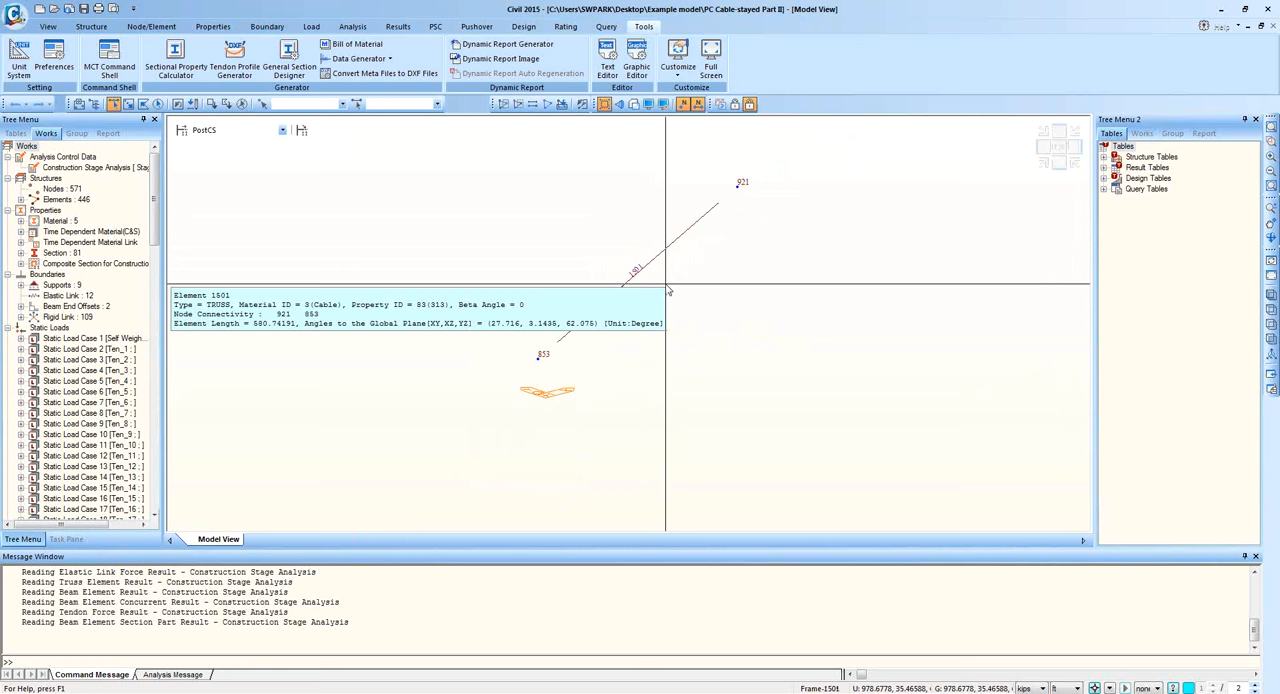 Civil 2015 - [C:\Users\SWPARK\Desktop\Example model\PC Cable-stayed Part II] - [Model View]
View Structure Node/Element Properties Boundary Load Analysis Results PSC Pushover Design Rating Query Tools
Help
Unit System
Preferences
MCT Command Shell
Sectional Property Calculator
Tendon Profile Generator
General Section Designer
Bill of Material
Data Generator
Convert Meta Files to DXF Files
Dynamic Report Generator
Dynamic Report Image
Dynamic Report Auto Regeneration
Text Editor
Graphic Editor
Customize
Full Screen
Setting Command Shell Generator Dynamic Report Editor Customize
Tree Menu
Tables Works Group Report
Works
Analysis Control Data
Construction Stage Analysis [ Stag
Structures
Nodes : 571
Elements : 446
Properties
Material : 5
Time Dependent Material(C&S)
Time Dependent Material Link
Section : 81
Composite Section for Constructio
Boundaries
Supports : 9
Elastic Link : 12
Beam End Offsets : 2
Rigid Link : 109
Static Loads
Static Load Case 1 [Self Weigh
Static Load Case 2 [Ten_1 ; ]
Static Load Case 3 [Ten_2 ; ]
Static Load Case 4 [Ten_3 ; ]
Static Load Case 5 [Ten_4 ; ]
Static Load Case 6 [Ten_5 ; ]
Static Load Case 7 [Ten_6 ; ]
Static Load Case 8 [Ten_7 ; ]
Static Load Case 9 [Ten_8 ; ]
Static Load Case 10 [Ten_9 ; ]
Static Load Case 11 [Ten_10 ; ]
Static Load Case 12 [Ten_11 ; ]
Static Load Case 13 [Ten_12 ; ]
Static Load Case 14 [Ten_13 ; ]
Static Load Case 15 [Ten_14 ; ]
Static Load Case 16 [Ten_15 ; ]
Static Load Case 17 [Ten_16 ; ]
Tree Menu Task Pane
PostCS
921
1501
Element 1501
Type = TRUSS, Material ID = 3(Cable), Property ID = 83(313), Beta Angle = 0
Node Connectivity : 921 853
Element Length = 580.74191, Angles to the Global Plane[XY,XZ,YZ] = (27.716, 3.1435, 62.075) [Unit:Degree]
853
Model View
Tree Menu 2
Tables Works Group Report
Tables
Structure Tables
Result Tables
Design Tables
Query Tables
Message Window
Reading Elastic Link Force Result - Construction Stage Analysis
Reading Truss Element Result - Construction Stage Analysis
Reading Beam Element Result - Construction Stage Analysis
Reading Beam Element Concurrent Result - Construction Stage Analysis
Reading Tendon Force Result - Construction Stage Analysis
Reading Beam Element Section Part Result - Construction Stage Analysis
>>
Command Message Analysis Message
For Help, press F1
Frame-1501
U: 978.6778, 35.46588, G: 978.6778, 35.46588,
kips ft none 1 / 2